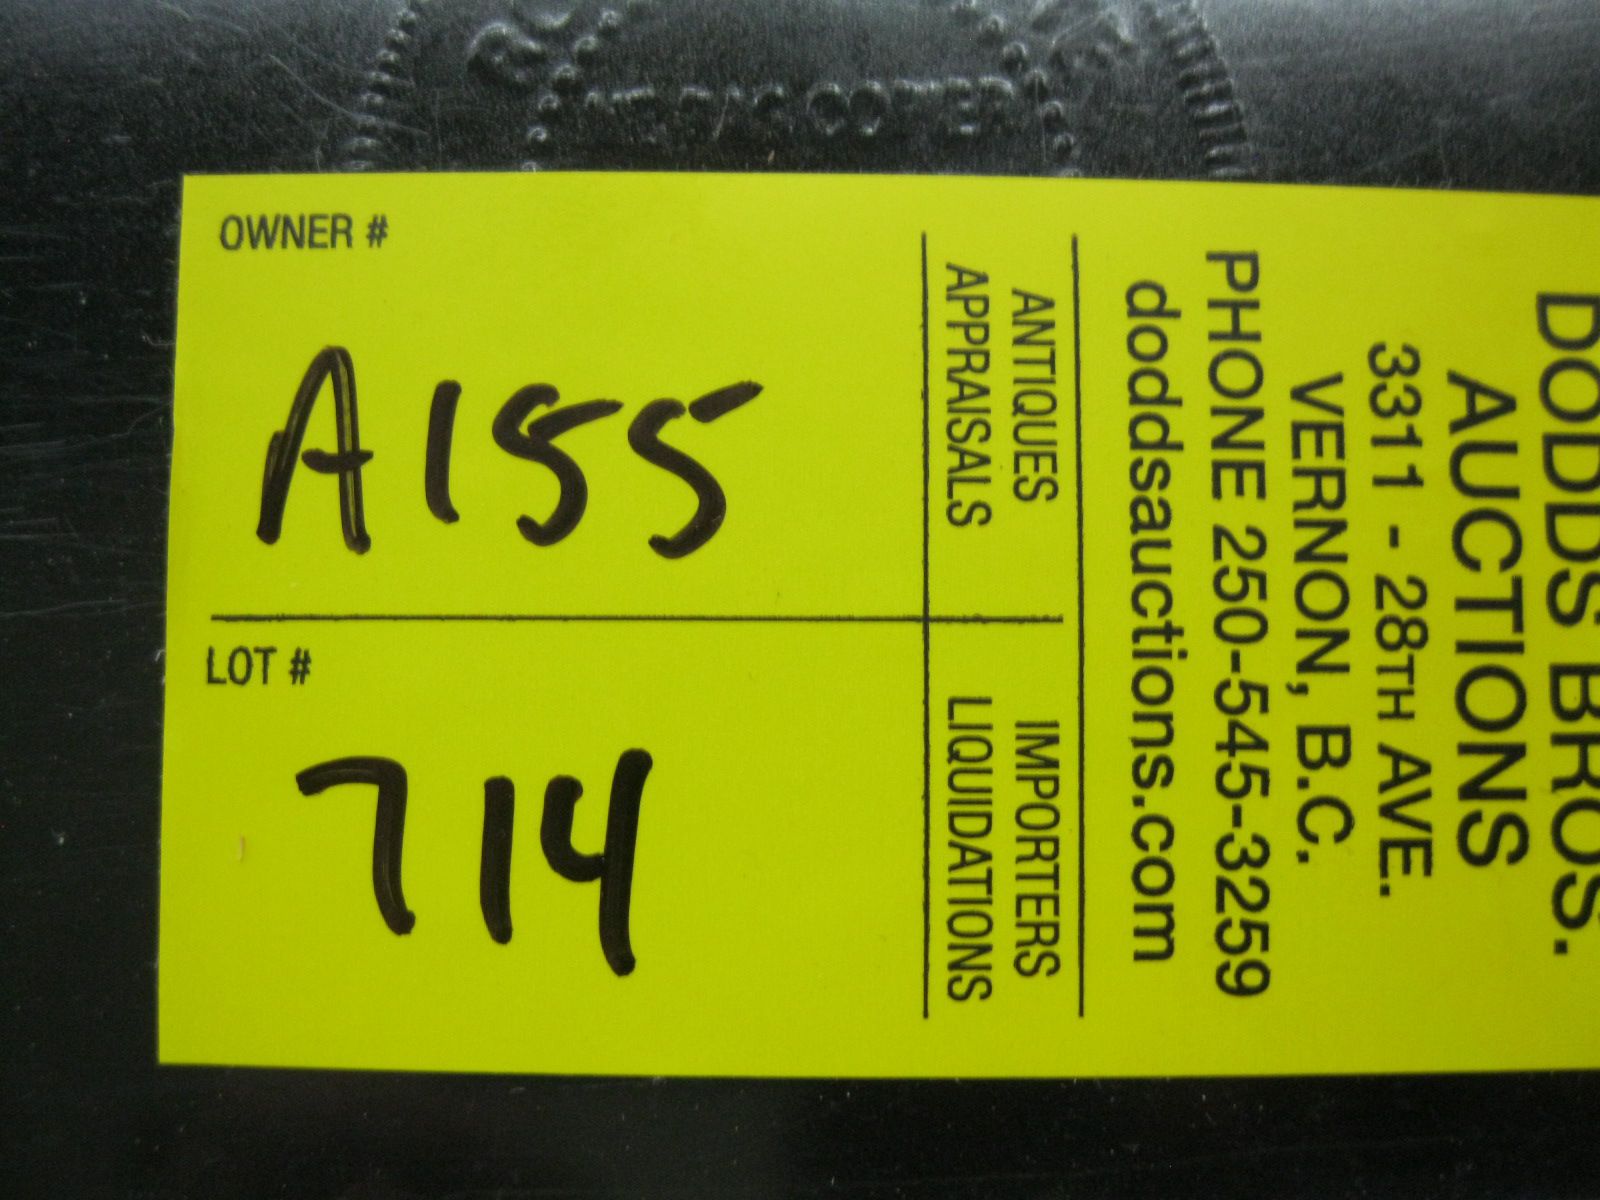 OWNER #
A155
LOT #
714
ANTIQUES
APPRAISALS
IMPORTERS
LIQUIDATIONS
DODDS BROS.
AUCTIONS
3311 - 28TH AVE.
VERNON, B.C.
PHONE 250-545-3259
doddsauctions.com